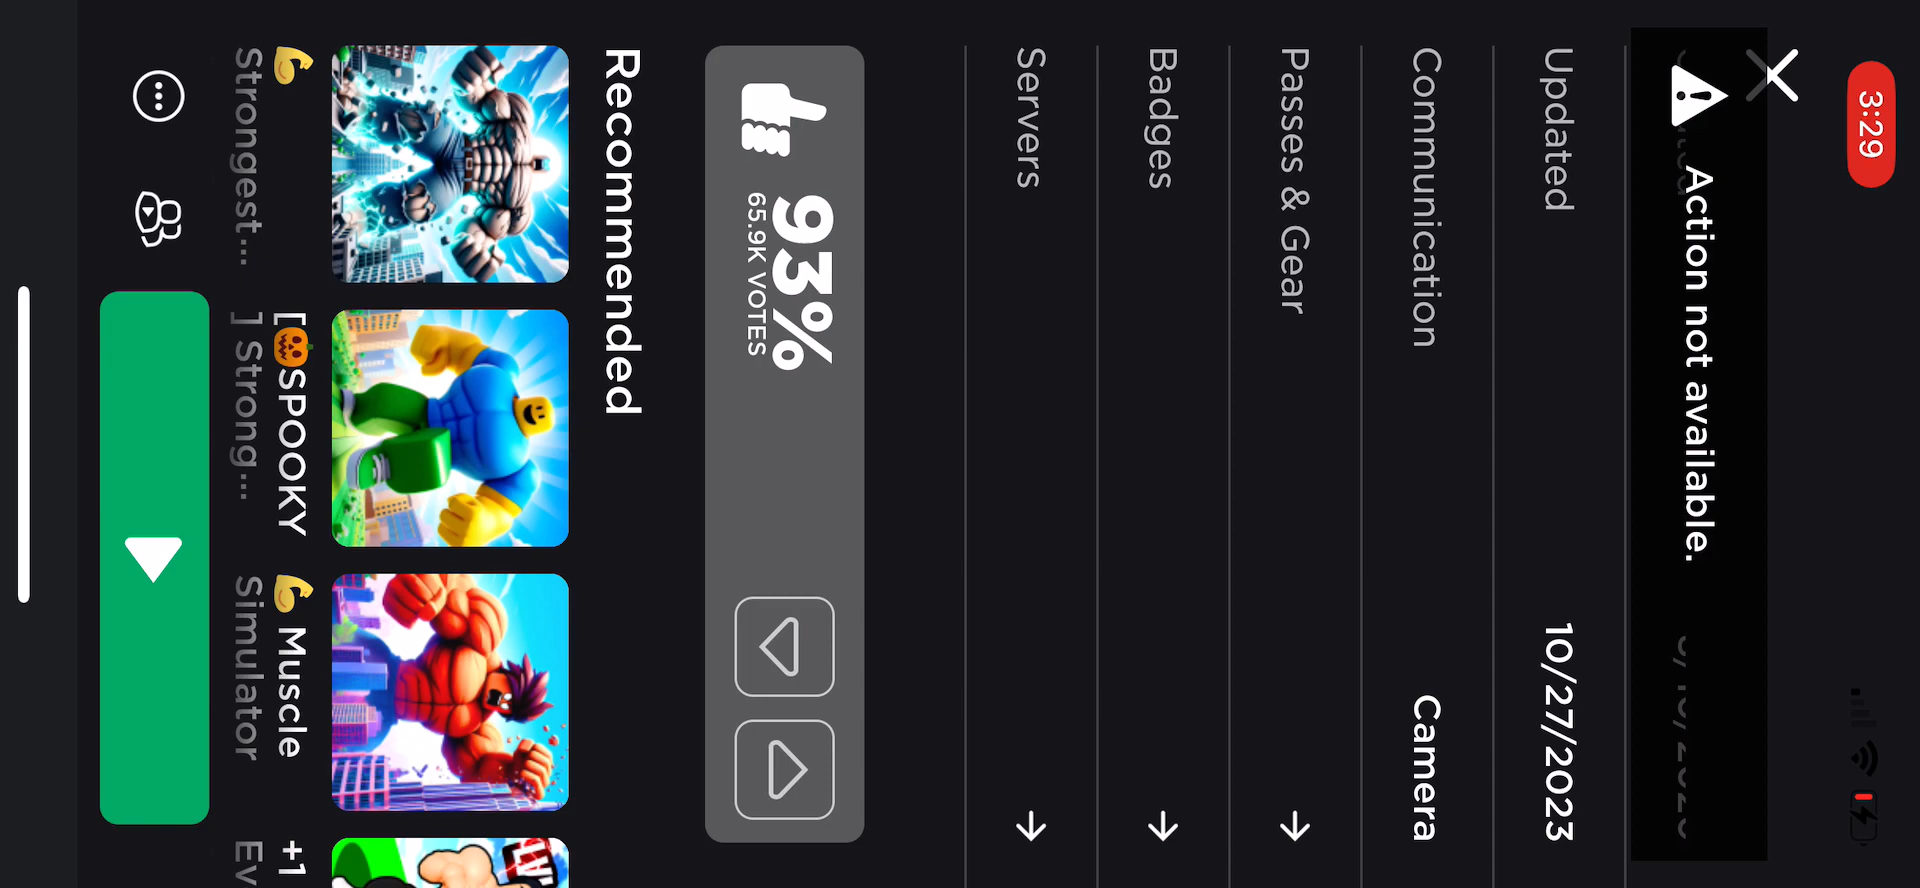 3:29
Action not available.
Updated 10/27/2023
Communication Camera
Passes & Gear
Badges
Servers
93%
65.9K VOTES
Recommended
💪
Strongest...
[🎃SPOOKY
] Strong...
💪 Muscle
Simulator
+1
Ev